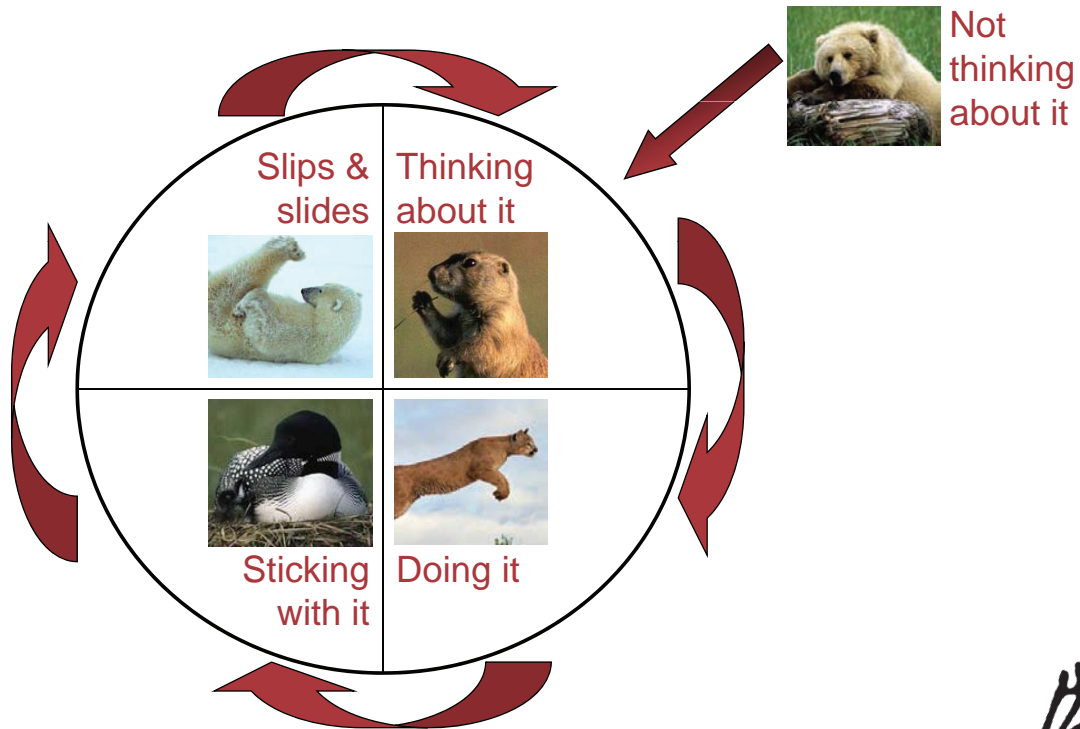 Not
thinking
about it
Slips &
slides
Thinking
about it
Sticking
with it
Doing it